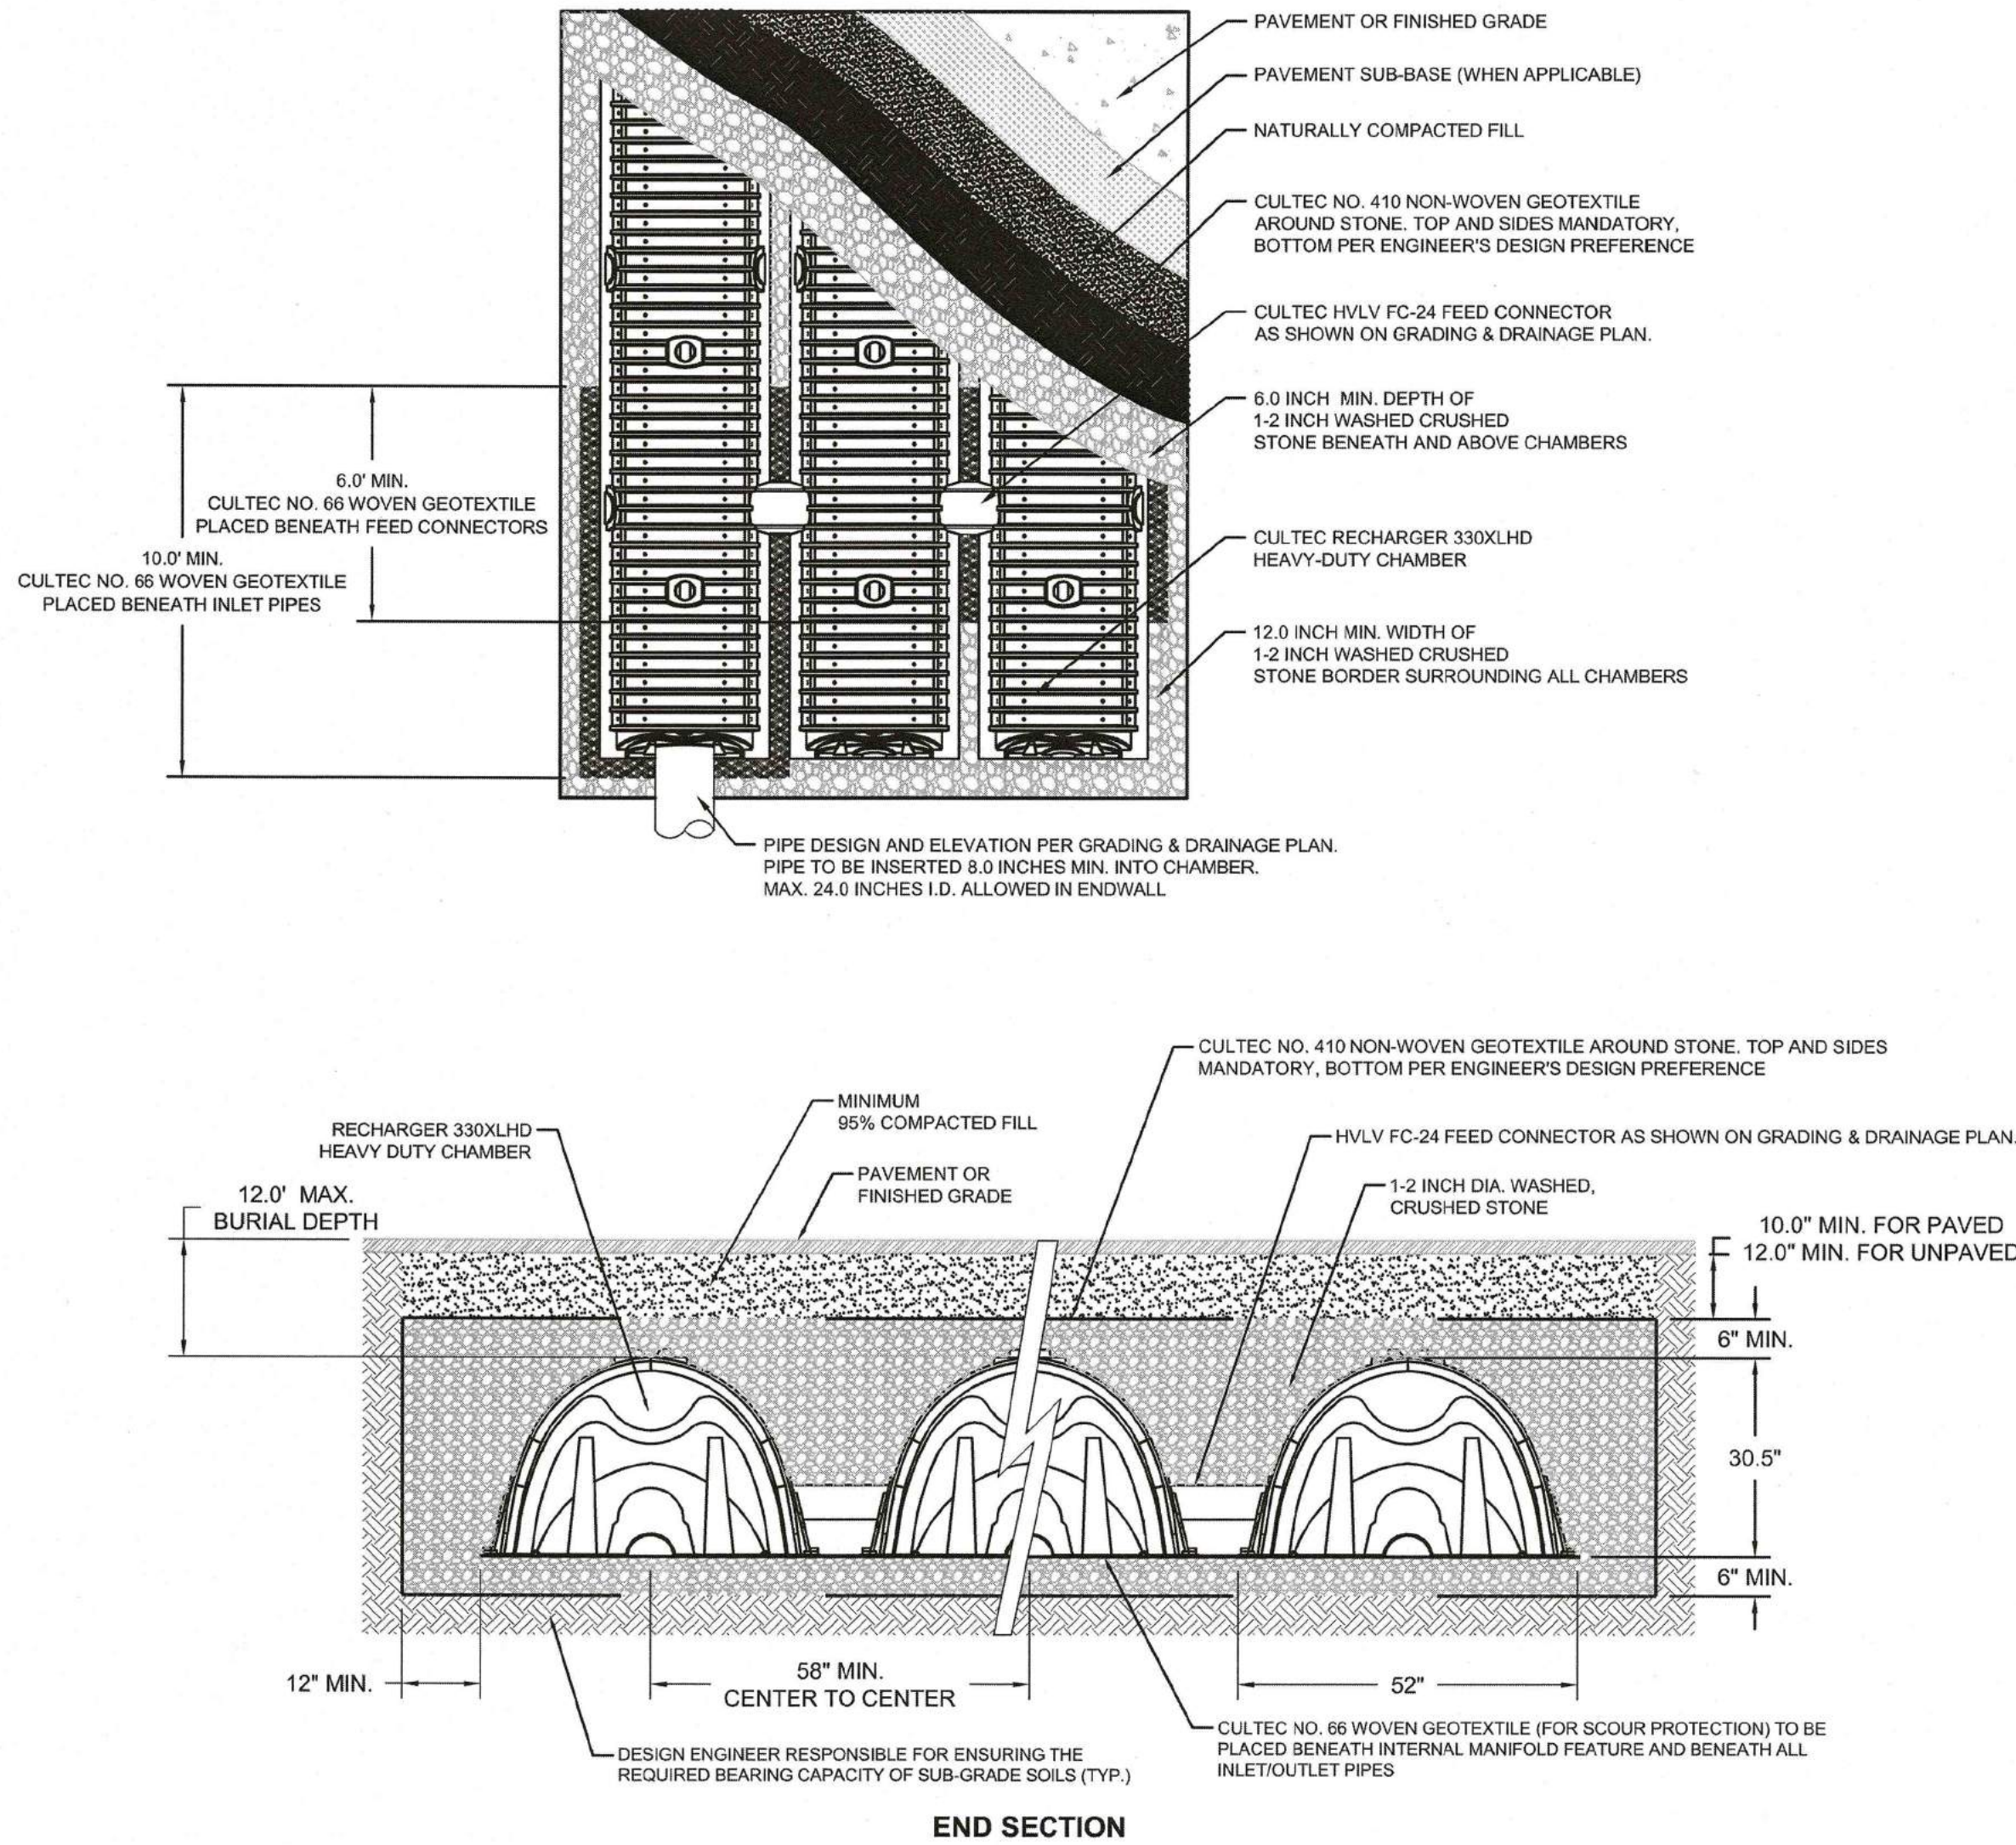 PAVEMENT OR FINISHED GRADE
PAVEMENT SUB-BASE (WHEN APPLICABLE)
NATURALLY COMPACTED FILL
CULTEC NO. 410 NON-WOVEN GEOTEXTILE
AROUND STONE. TOP AND SIDES MANDATORY,
BOTTOM PER ENGINEER'S DESIGN PREFERENCE
CULTEC HVLV FC-24 FEED CONNECTOR
AS SHOWN ON GRADING & DRAINAGE PLAN.
6.0 INCH MIN. DEPTH OF
1-2 INCH WASHED CRUSHED
STONE BENEATH AND ABOVE CHAMBERS
6.0' MIN.
CULTEC NO. 66 WOVEN GEOTEXTILE
PLACED BENEATH FEED CONNECTORS
10.0' MIN.
CULTEC NO. 66 WOVEN GEOTEXTILE
PLACED BENEATH INLET PIPES
CULTEC RECHARGER 330XLHD
HEAVY-DUTY CHAMBER
12.0 INCH MIN. WIDTH OF
1-2 INCH WASHED CRUSHED
STONE BORDER SURROUNDING ALL CHAMBERS
PIPE DESIGN AND ELEVATION PER GRADING & DRAINAGE PLAN.
PIPE TO BE INSERTED 8.0 INCHES MIN. INTO CHAMBER.
MAX. 24.0 INCHES I.D. ALLOWED IN ENDWALL
CULTEC NO. 410 NON-WOVEN GEOTEXTILE AROUND STONE. TOP AND SIDES
MANDATORY, BOTTOM PER ENGINEER'S DESIGN PREFERENCE
MINIMUM
95% COMPACTED FILL
RECHARGER 330XLHD
HEAVY DUTY CHAMBER
HVLV FC-24 FEED CONNECTOR AS SHOWN ON GRADING & DRAINAGE PLAN.
PAVEMENT OR
FINISHED GRADE
1-2 INCH DIA. WASHED,
CRUSHED STONE
12.0' MAX.
BURIAL DEPTH
10.0" MIN. FOR PAVED
12.0" MIN. FOR UNPAVED
6" MIN.
30.5"
6" MIN.
12" MIN.
58" MIN.
CENTER TO CENTER
52"
CULTEC NO. 66 WOVEN GEOTEXTILE (FOR SCOUR PROTECTION) TO BE
PLACED BENEATH INTERNAL MANIFOLD FEATURE AND BENEATH ALL
INLET/OUTLET PIPES
DESIGN ENGINEER RESPONSIBLE FOR ENSURING THE
REQUIRED BEARING CAPACITY OF SUB-GRADE SOILS (TYP.)
END SECTION